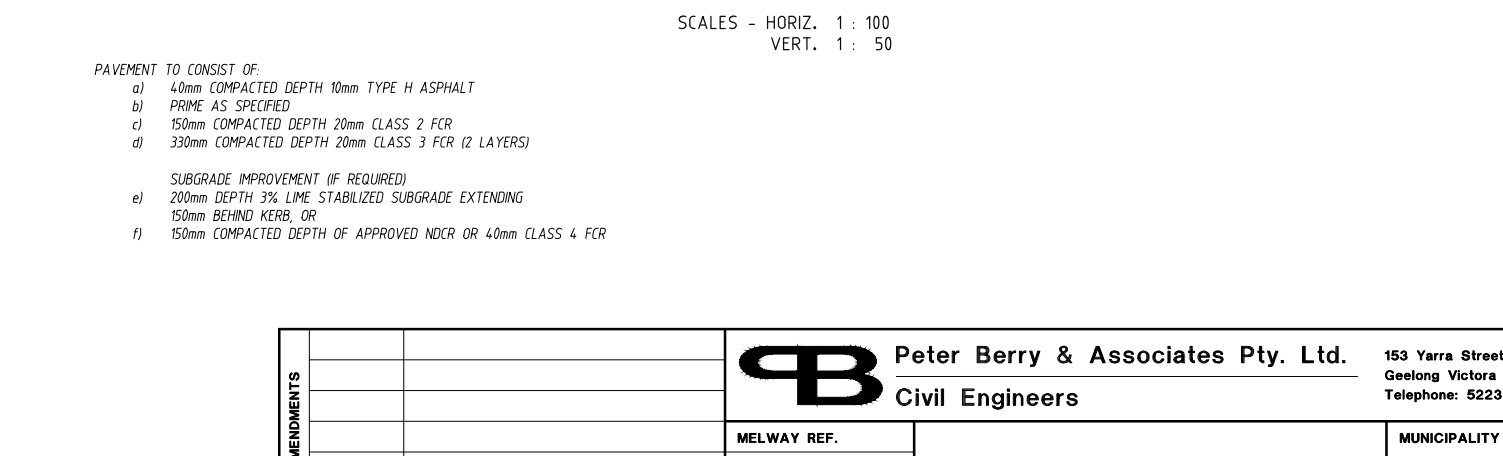 SCALES - HORIZ. 1 : 100
VERT. 1 : 50
PAVEMENT TO CONSIST OF:
a) 40mm COMPACTED DEPTH 10mm TYPE H ASPHALT
b) PRIME AS SPECIFIED
c) 150mm COMPACTED DEPTH 20mm CLASS 2 FCR
d) 330mm COMPACTED DEPTH 20mm CLASS 3 FCR (2 LAYERS)
SUBGRADE IMPROVEMENT (IF REQUIRED)
e) 200mm DEPTH 3% LIME STABILIZED SUBGRADE EXTENDING
150mm BEHIND KERB, OR
f) 150mm COMPACTED DEPTH OF APPROVED NDCR OR 40mm CLASS 4 FCR
MENDMENTS
PB
Peter Berry & Associates Pty. Ltd.
Civil Engineers
153 Yarra Street
Geelong Victora
Telephone: 5223
MELWAY REF.
MUNICIPALITY